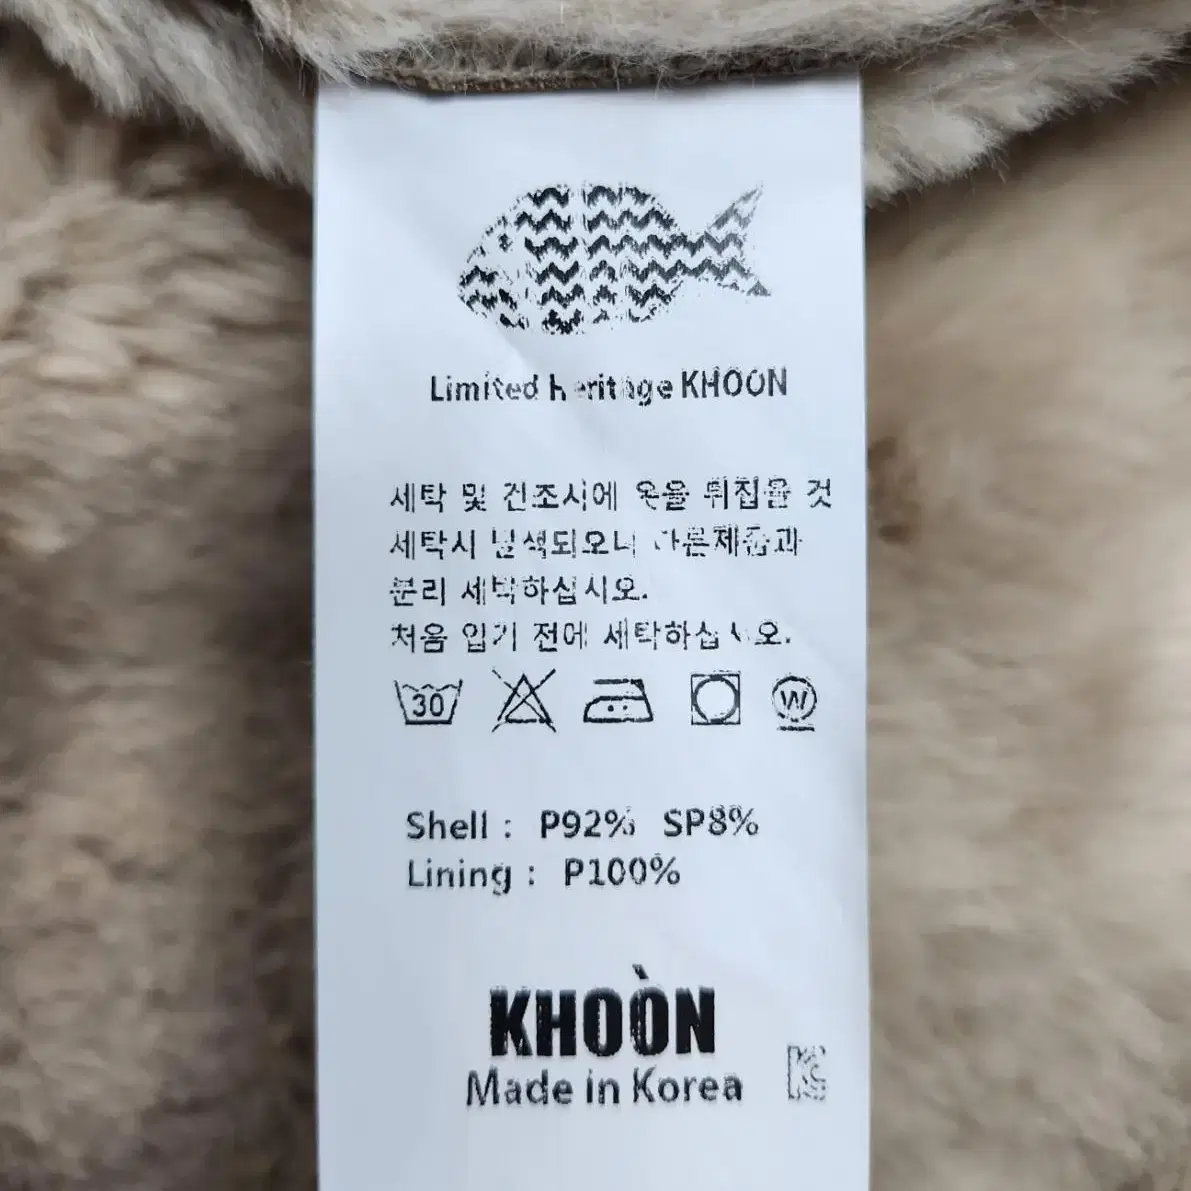 Limited Heritage KHOON
세탁 및 건조시에 옷을 뒤집을 것
세탁시 탈색되오니 다른제품과
분리 세탁하십시오.
처음 입기 전에 세탁하십시오.
30 W
Shell : P92% SP8%
Lining : P100%
KHOÒN
Made in Korea